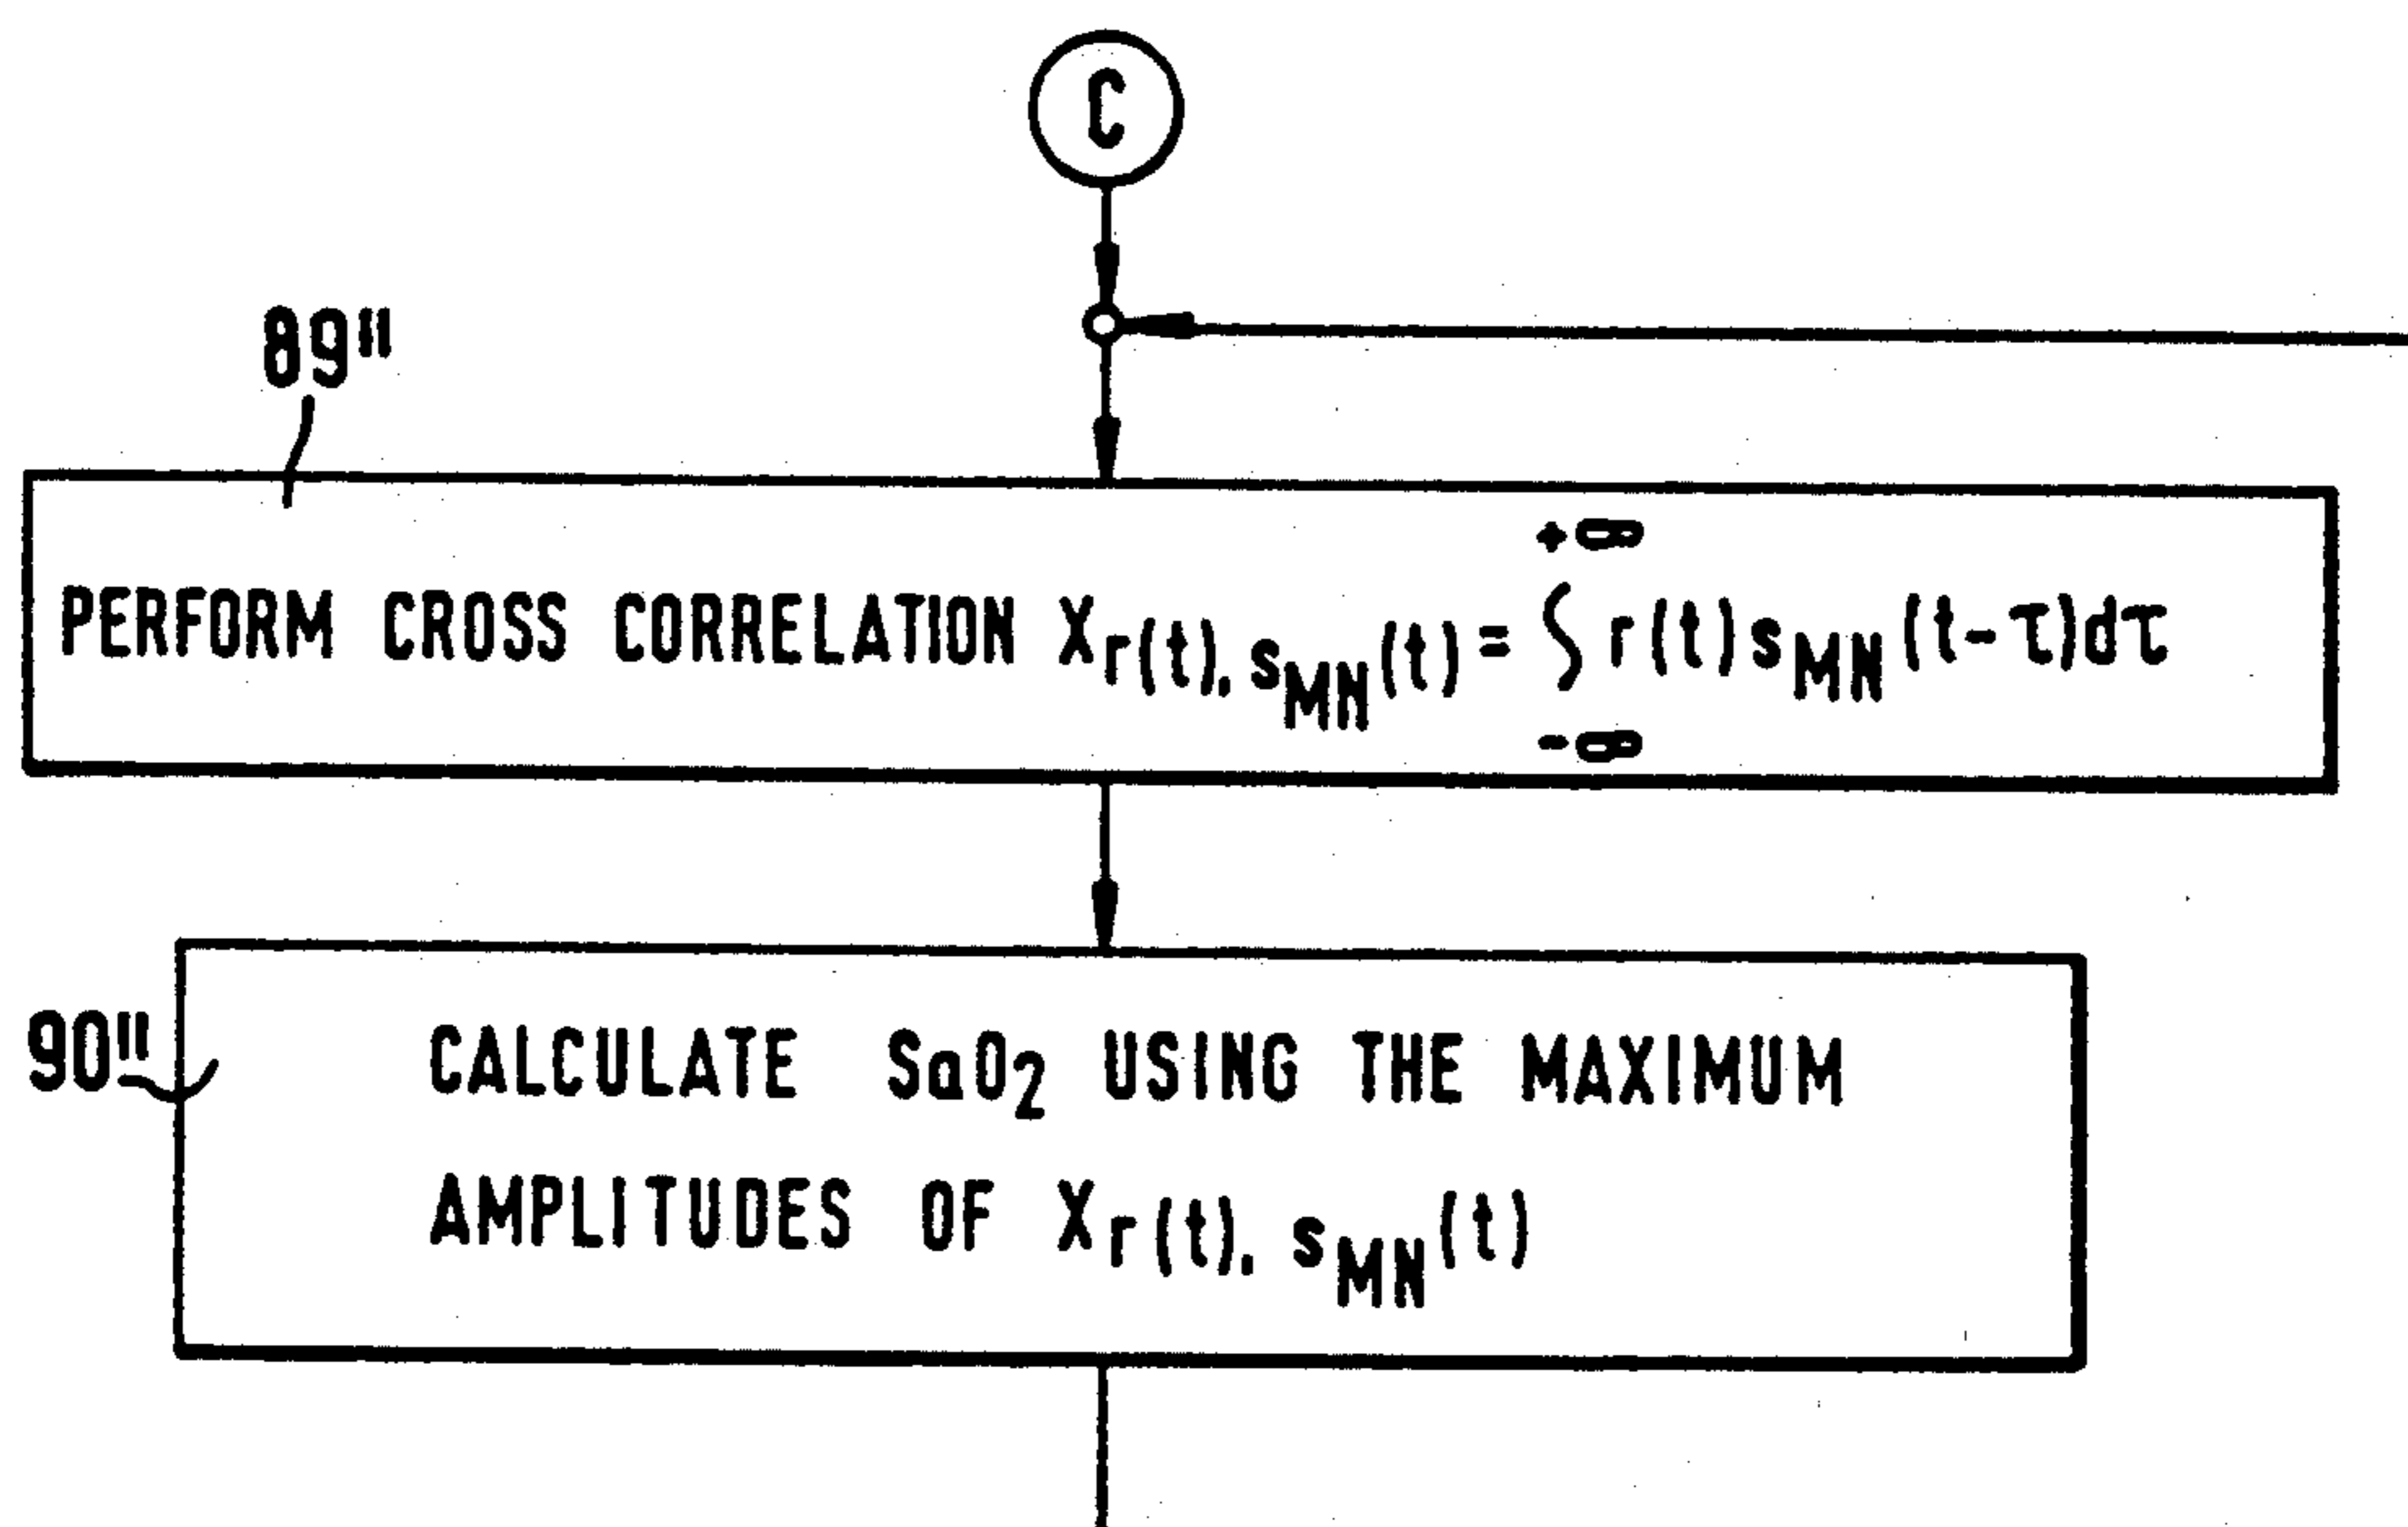 C
89"
+∞
PERFORM CROSS CORRELATION Xr(t), sMN(t) = ∫ r(t)sMN(t-τ)dτ
-∞
90"
CALCULATE SaO2 USING THE MAXIMUM
AMPLITUDES OF Xr(t), sMN(t)